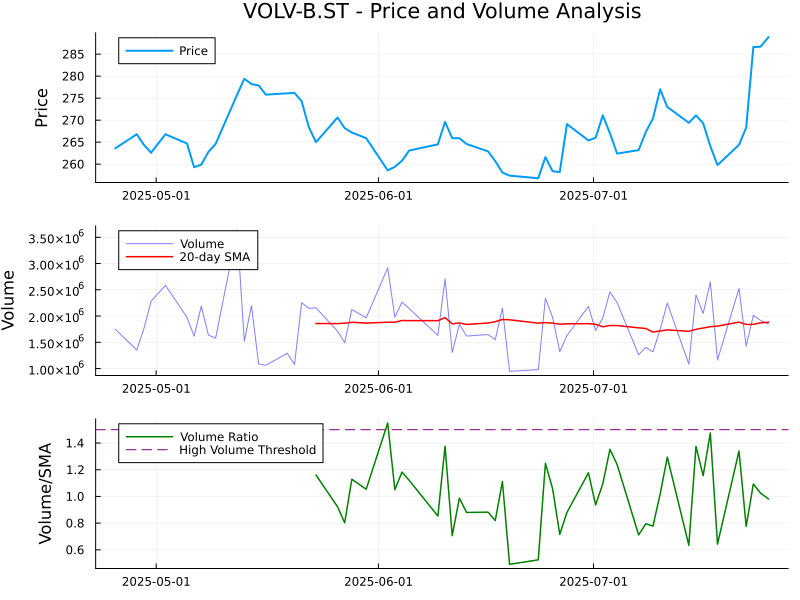 VOLV-B.ST - Price and Volume Analysis
Price
285
280
275
270
265
260
Price
2025-05-01 2025-06-01 2025-07-01
Volume
3.50×10⁶
3.00×10⁶
2.50×10⁶
2.00×10⁶
1.50×10⁶
1.00×10⁶
Volume
20-day SMA
2025-05-01 2025-06-01 2025-07-01
Volume/SMA
1.4
1.2
1.0
0.8
0.6
Volume Ratio
High Volume Threshold
2025-05-01 2025-06-01 2025-07-01